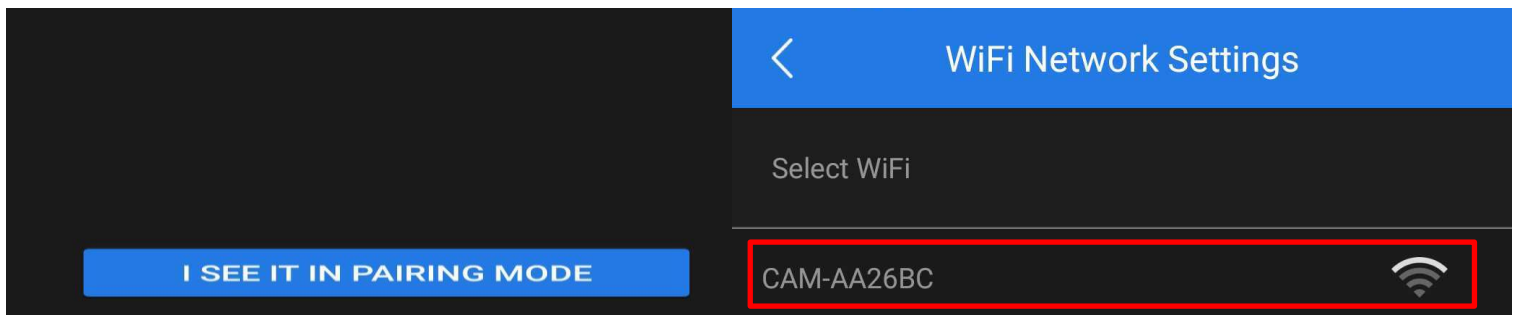 I SEE IT IN PAIRING MODE
WiFi Network Settings
Select WiFi
CAM-AA26BC